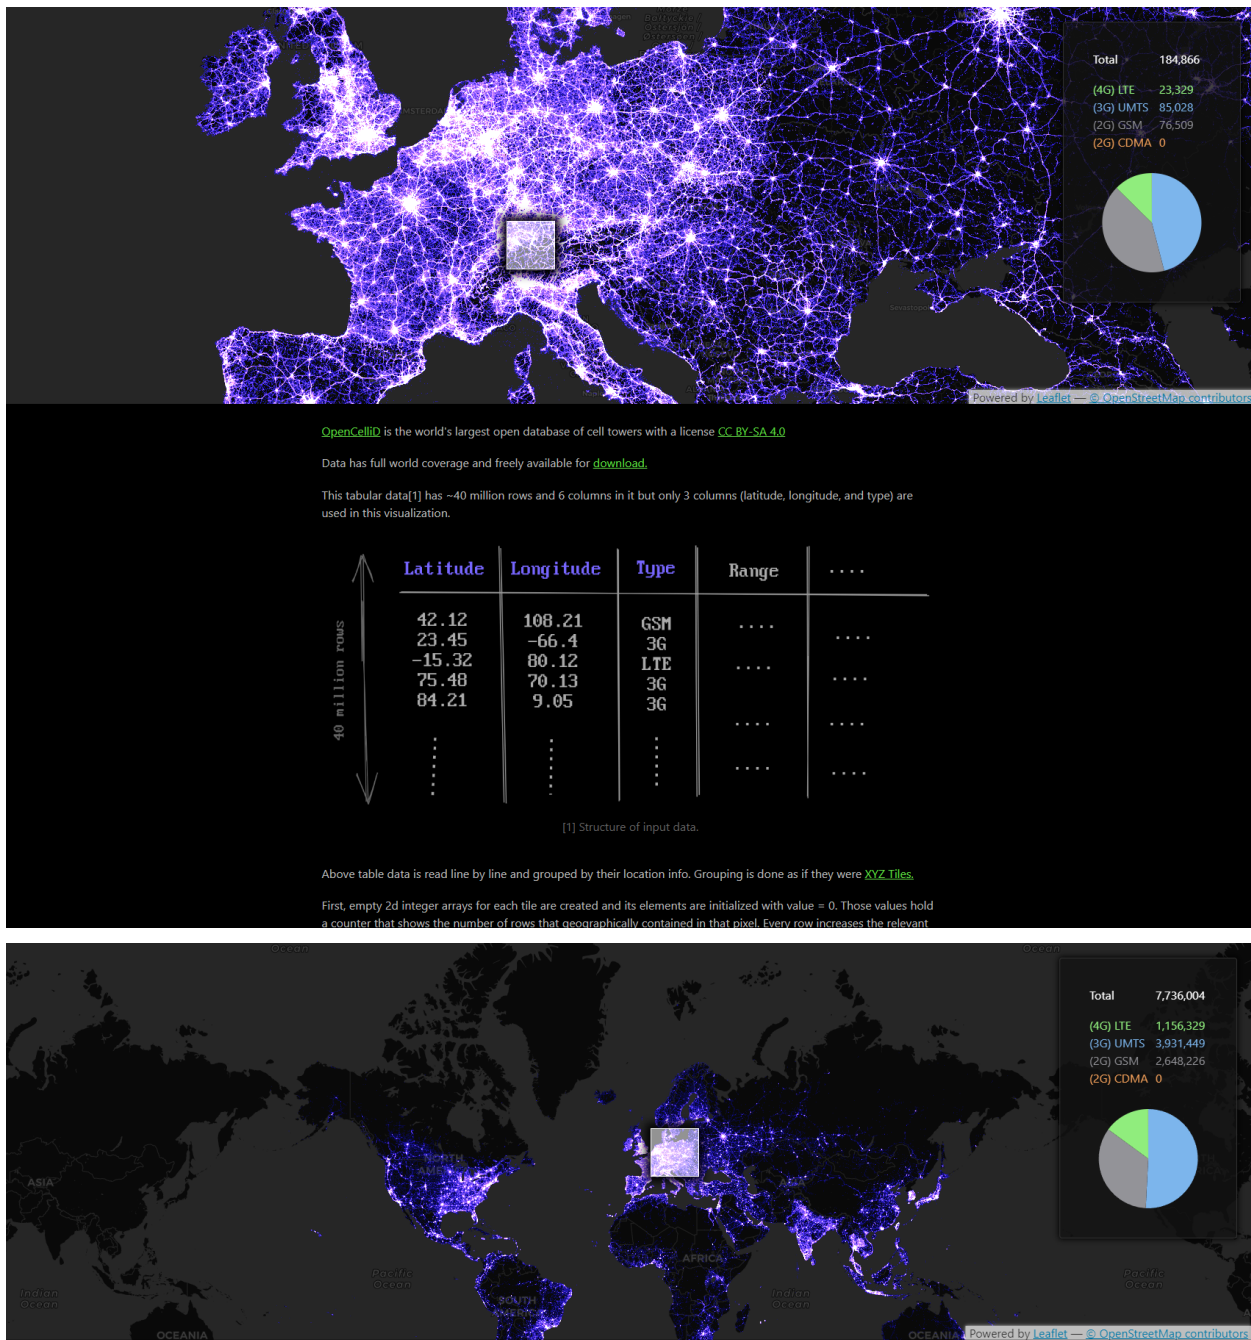 AMSTERDAM
Sevastopol
Total 184,866
(4G) LTE 23,329
(3G) UMTS 85,028
(2G) GSM 76,509
(2G) CDMA 0
Powered by Leaflet — © OpenStreetMap contributors
OpenCelliD is the world's largest open database of cell towers with a license CC BY-SA 4.0
Data has full world coverage and freely available for download.
This tabular data[1] has ~40 million rows and 6 columns in it but only 3 columns (latitude, longitude, and type) are
used in this visualization.
40 million rows
Latitude Longitude Type Range ....
42.12 108.21 GSM .... ....
23.45 -66.4 3G
-15.32 80.12 LTE .... ....
75.48 70.13 3G
84.21 9.05 3G .... ....
.... ....
[1] Structure of input data.
Above table data is read line by line and grouped by their location info. Grouping is done as if they were XYZ Tiles.
First, empty 2d integer arrays for each tile are created and its elements are initialized with value = 0. Those values hold
a counter that shows the number of rows that geographically contained in that pixel. Every row increases the relevant
Ocean
Ocean
Total 7,736,004
(4G) LTE 1,156,329
(3G) UMTS 3,931,449
(2G) GSM 2,648,226
(2G) CDMA 0
NORTH
AMERICA
ASIA
ASIA
AFRICA
Pacific
Ocean
Pacific
Ocean
Indian
Ocean
Indian
Ocean
SOUTH
AMERICA
OCEANIA
OCEANIA
Powered by Leaflet — © OpenStreetMap contributors